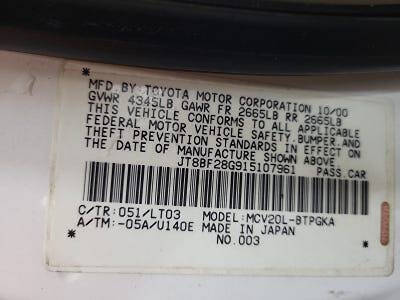 MFD.BY:TOYOTA MOTOR CORPORATION 10/00
GVWR 4345LB GAWR FR 2665LB RR 2665LB
THIS VEHICLE CONFORMS TO ALL APPLICABLE
FEDERAL MOTOR VEHICLE SAFETY,BUMPER,AND
THEFT PREVENTION STANDARDS IN EFFECT ON
THE DATE OF MANUFACTURE SHOWN ABOVE.
JT8BF28G915107961 PASS.CAR
C/TR:051/LT03 MODEL:MCV20L-BTPGKA
A/TM:-05A/U140E MADE IN JAPAN
NO.003